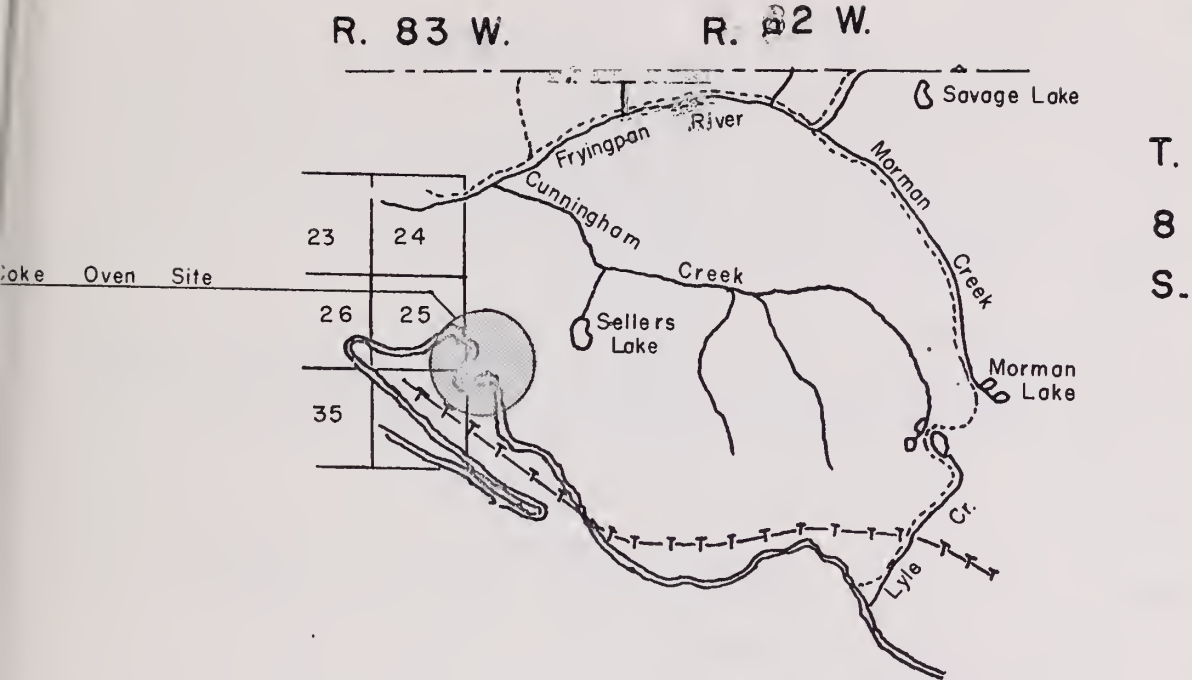 R. 83 W.
R. 82 W.
Savage Lake
T.
8
S.
Fryingpan River
Morman Creek
Cunningham Creek
23
24
Coke Oven Site
26
25
Sellers
Lake
Morman
Lake
35
T T T T T T T T T T T T T T T T T T
Lyle Cr.